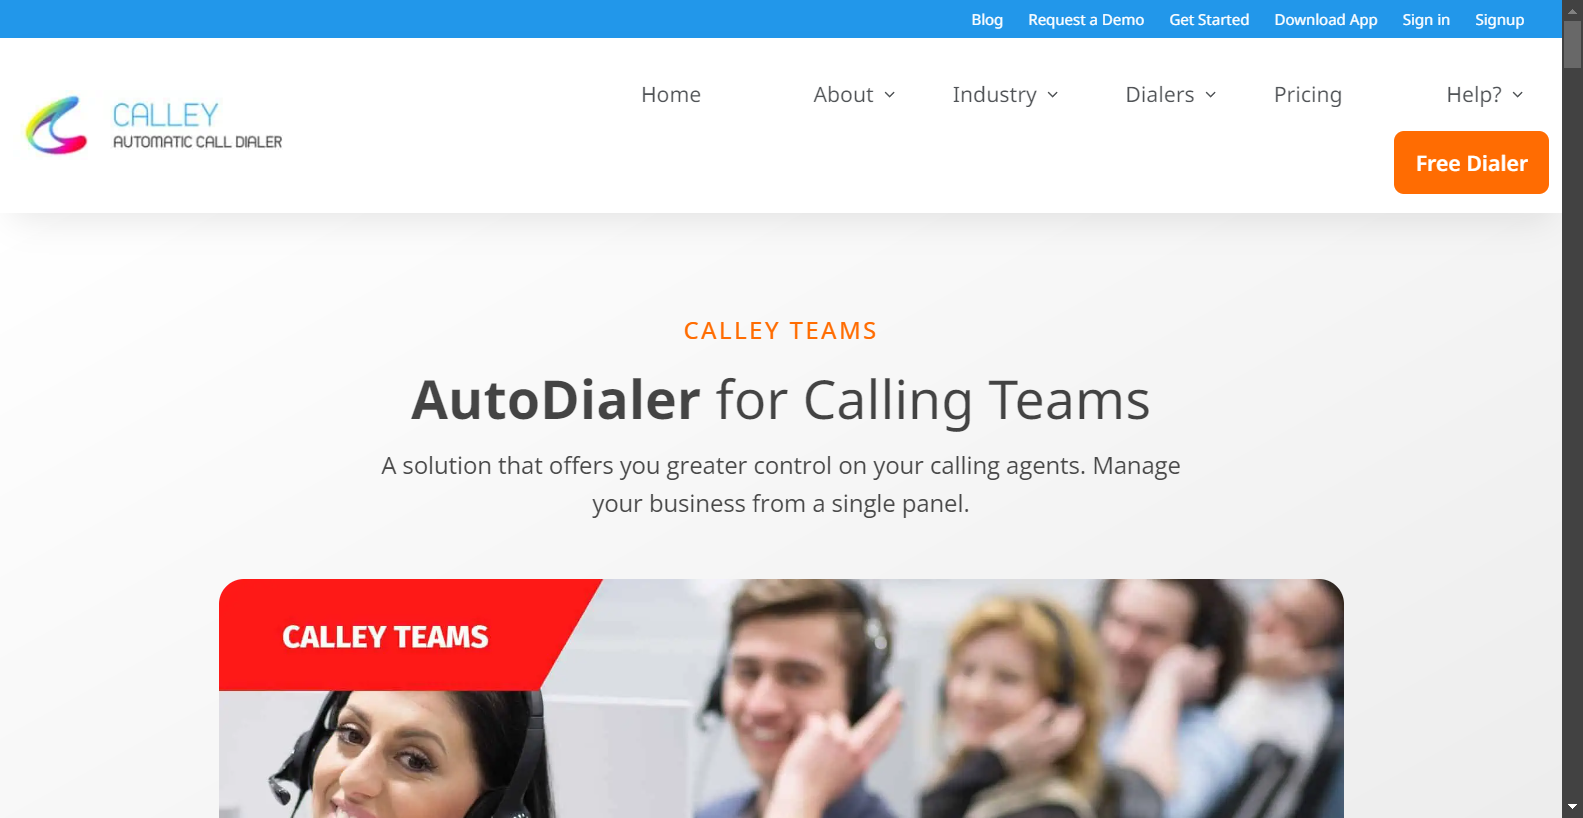 Blog Request a Demo Get Started Download App Sign in Signup
CALLEY
AUTOMATIC CALL DIALER
Home About Industry Dialers Pricing Help?
Free Dialer
CALLEY TEAMS
AutoDialer for Calling Teams
A solution that offers you greater control on your calling agents. Manage
your business from a single panel.
CALLEY TEAMS